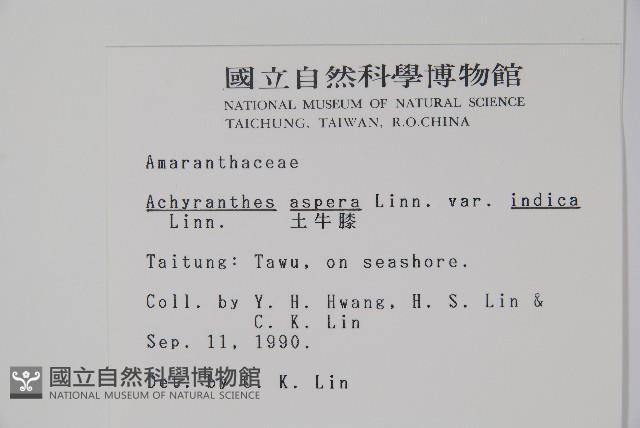 國立自然科學博物館
NATIONAL MUSEUM OF NATURAL SCIENCE
TAICHUNG, TAIWAN, R.O.CHINA
Amaranthaceae
Achyranthes aspera Linn. var. indica
Linn. 土牛膝
Taitung: Tawu, on seashore.
Coll. by Y. H. Hwang, H. S. Lin &
C. K. Lin
Sep. 11, 1990.
K. Lin
國立自然科學博物館
NATIONAL MUSEUM OF NATURAL SCIENCE